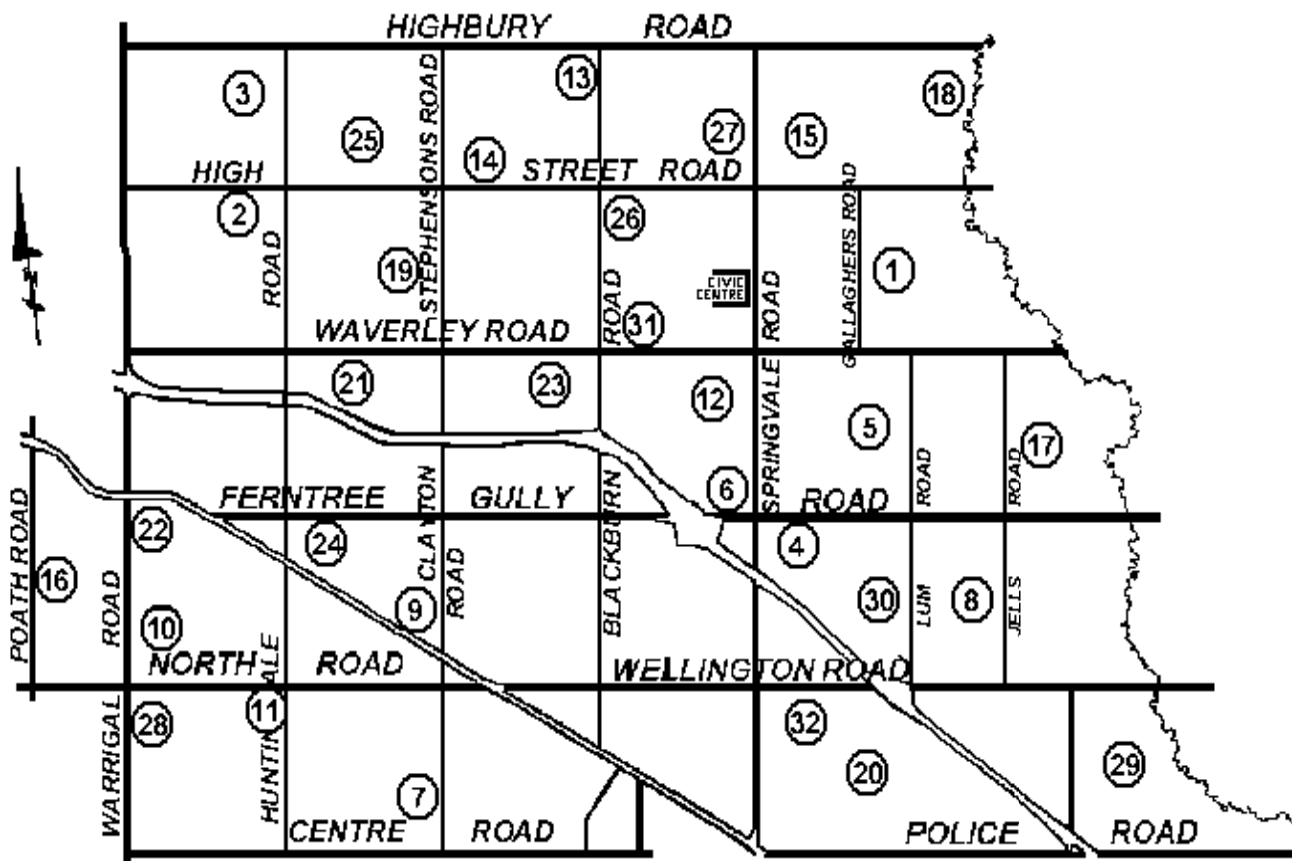 HIGHBURY ROAD
3
13
18
25
STEPHENSONS ROAD
14
27
15
HIGH STREET ROAD
2
26
GALLAGHERS ROAD
ROAD
19
1
CIVIC
CENTRE
ROAD
31
ROAD
WAVERLEY ROAD
21
23
12
SPRINGVALE
5
17
ROAD
ROAD
6
FERNTREE GULLY ROAD
22
24
CLAYTON
ROAD
BLACKBURN
4
POATH ROAD
16
WARRIGAL
ROAD
10
9
30
LUM
8
JELLS
NORTH ROAD
WELLINGTON ROAD
28
11
HUNTINGDALE
32
20
29
7
CENTRE ROAD
POLICE ROAD